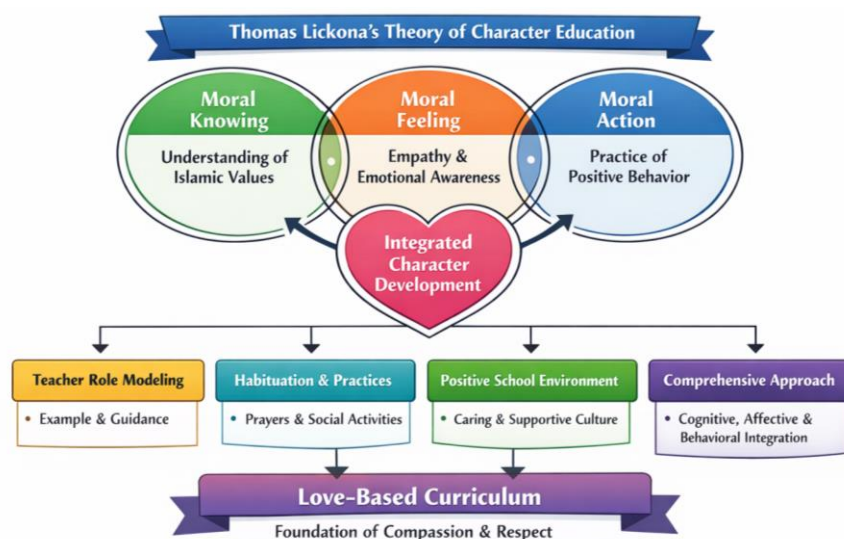 Thomas Lickona's Theory of Character Education
Moral
Knowing
Understanding of
Islamic Values
Moral
Feeling
Empathy &
Emotional Awareness
Moral
Action
Practice of
Positive Behavior
Integrated
Character
Development
Teacher Role Modeling
• Example & Guidance
Habituation & Practices
• Prayers & Social Activities
Positive School Environment
• Caring & Supportive Culture
Comprehensive Approach
• Cognitive, Affective &
Behavioral Integration
Love-Based Curriculum
Foundation of Compassion & Respect